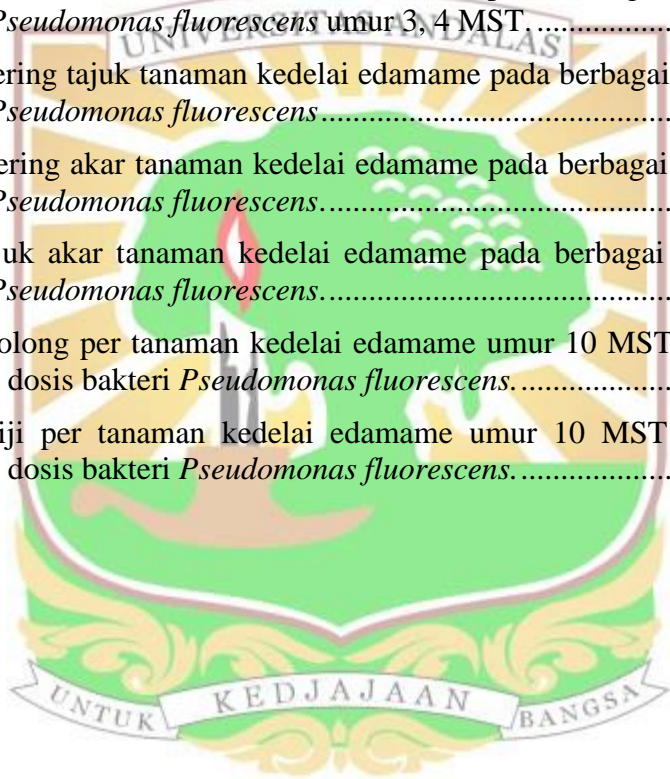 Pseudomonas fluorescens umur 3, 4 MST. .................
UNIVERSITAS ANDALAS
ering tajuk tanaman kedelai edamame pada berbagai
Pseudomonas fluorescens .................
ering akar tanaman kedelai edamame pada berbagai
Pseudomonas fluorescens. .................
uk akar tanaman kedelai edamame pada berbagai
Pseudomonas fluorescens. .................
olong per tanaman kedelai edamame umur 10 MST
dosis bakteri Pseudomonas fluorescens. .................
iji per tanaman kedelai edamame umur 10 MST
dosis bakteri Pseudomonas fluorescens. .................
UNTUK KEDJAJAAN BANGSA